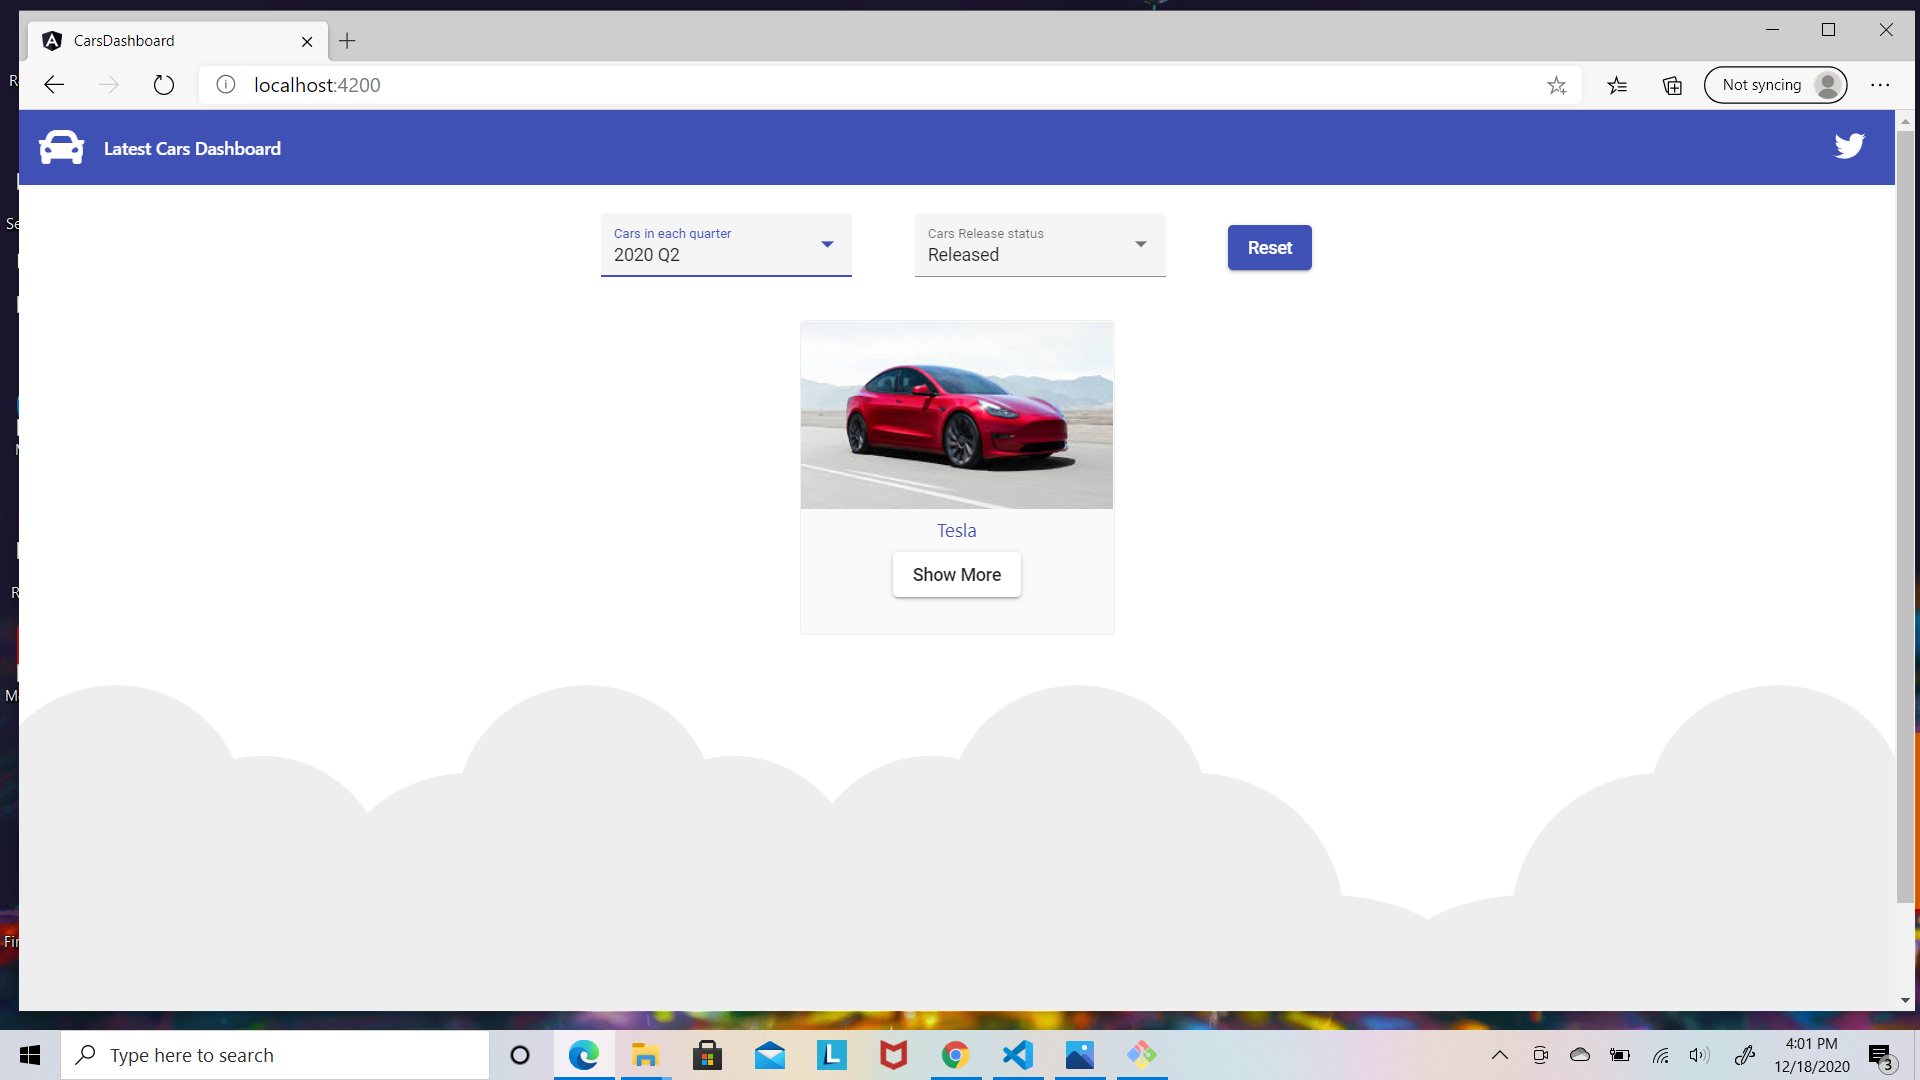 CarsDashboard
localhost:4200
Not syncing
Latest Cars Dashboard
Cars in each quarter
2020 Q2
Cars Release status
Released
Reset
Tesla
Show More
Type here to search
4:01 PM
12/18/2020
3